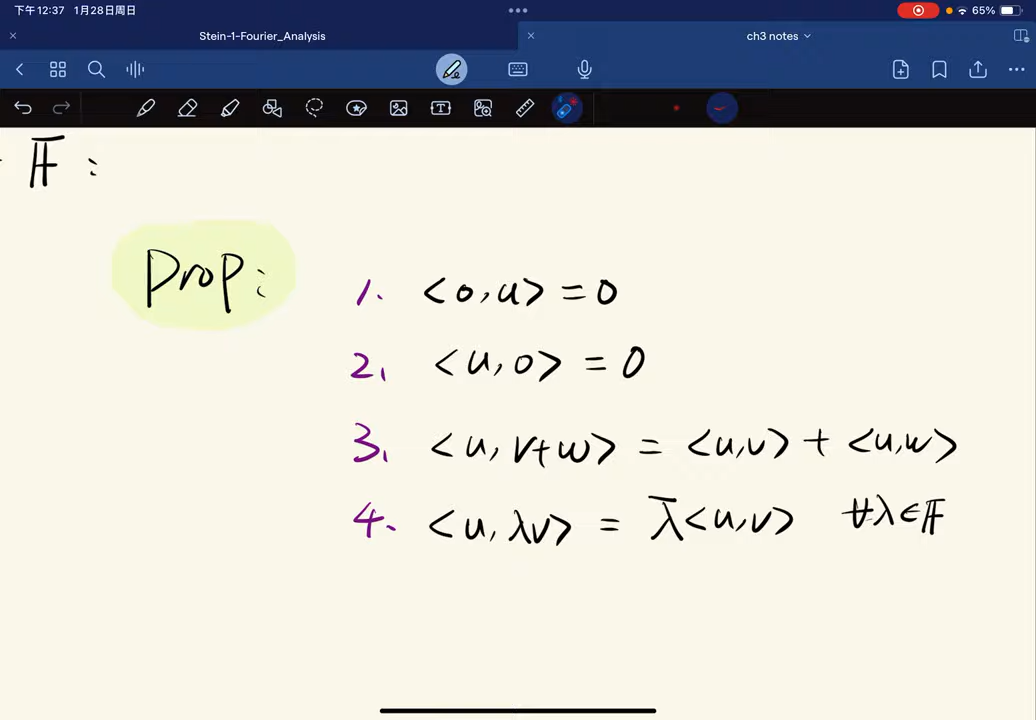 下午12:37 1月28日周日 65%
Stein-1-Fourier_Analysis ch3 notes
𝔽 :
Prop:
1. <0,u> = 0
2. <u,0> = 0
3. <u,v+w> = <u,v> + <u,w>
4. <u,λv> = λ̄<u,v> ∀λ∈𝔽